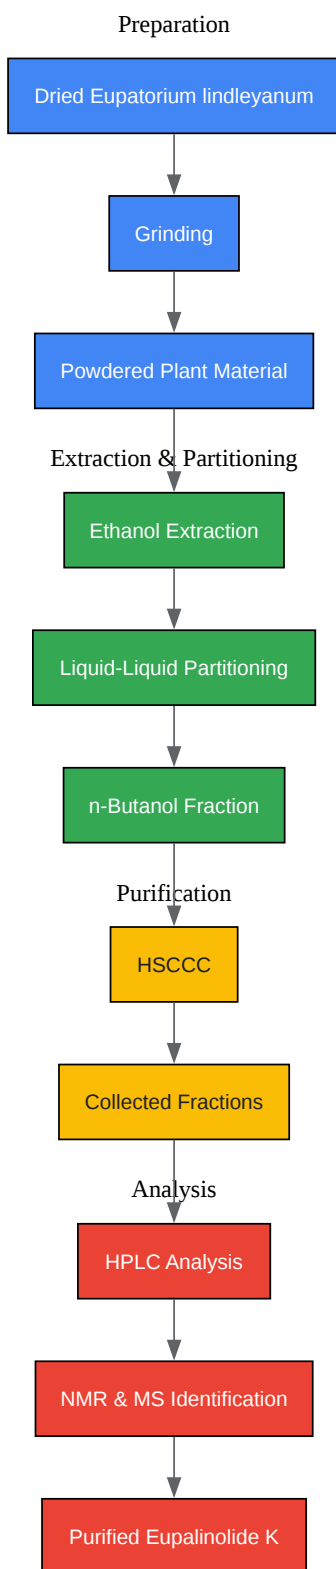 Preparation
Dried Eupatorium lindleyanum
Grinding
Powdered Plant Material
Extraction & Partitioning
Ethanol Extraction
Liquid-Liquid Partitioning
n-Butanol Fraction
Purification
HSCCC
Collected Fractions
Analysis
HPLC Analysis
NMR & MS Identification
Purified Eupalinolide K